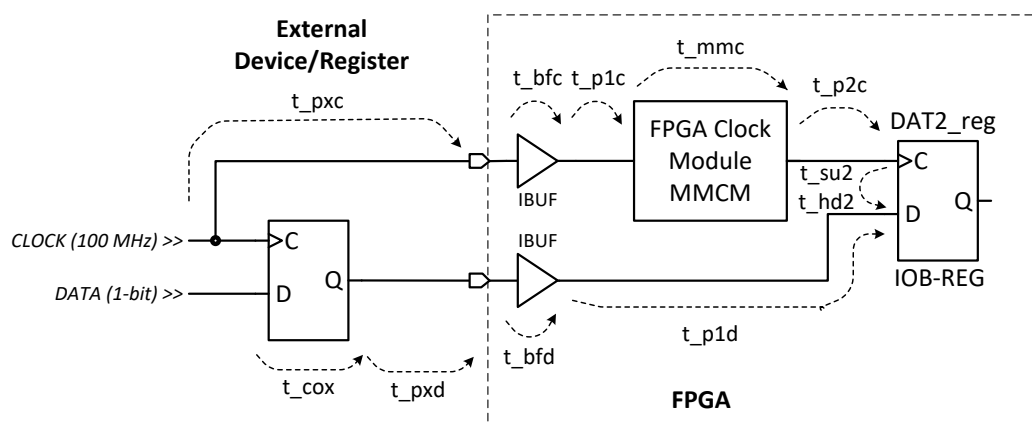 External
Device/Register
t_pxc
t_bfc
t_p1c
t_mmc
t_p2c
FPGA Clock
Module
MMCM
DAT2_reg
C
D
Q
IOB-REG
t_su2
t_hd2
IBUF
CLOCK (100 MHz) >>
DATA (1-bit) >>
C
D
Q
IBUF
t_cox
t_pxd
t_bfd
t_p1d
FPGA